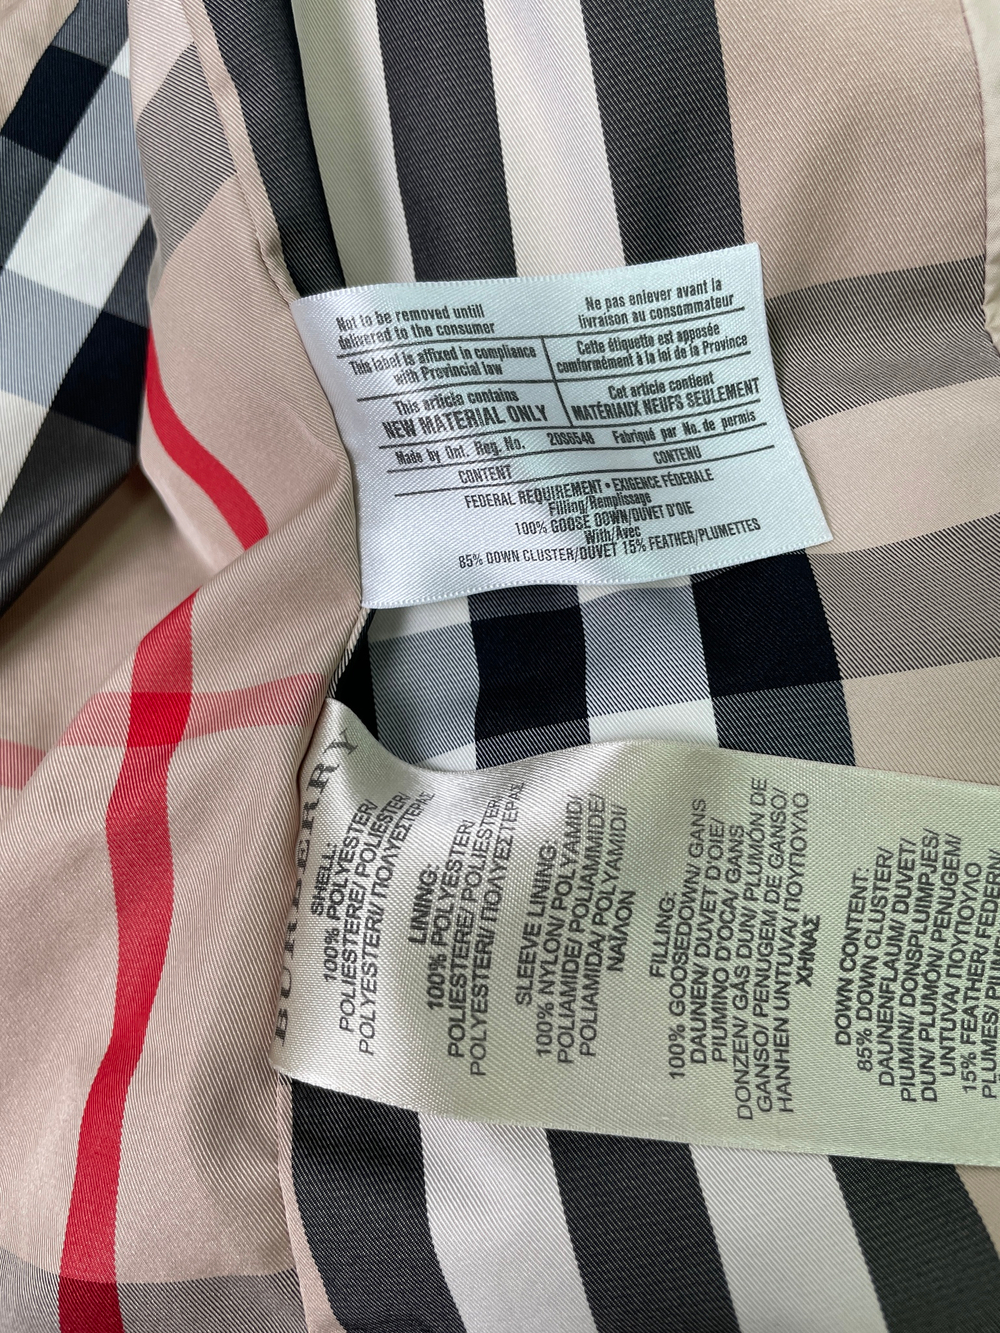 Not to be removed untill
delivered to the consumer
Ne pas enlever avant la
livraison au consommateur
This label is affixed in compliance
with Provincial law
Cette étiquette est apposée
conformément à la loi de la Province
This article contains
NEW MATERIAL ONLY
Cet article contient
MATÉRIAUX NEUFS SEULEMENT
Made by Ont. Reg. No. 20S6548 Fabriqué par No. de permis
CONTENT CONTENU
FEDERAL REQUIREMENT • EXIGENCE FÉDERALE
Filling/Remplissage
100% GOOSE DOWN/DUVET D'OIE
With/Avec
85% DOWN CLUSTER/DUVET 15% FEATHER/PLUMETTES
BURBERRY
SHELL:
100% POLYESTER/
POLIESTERE/ POLIESTER/
POLYESTERI/ ΠΟΛΥΕΣΤΕΡΑΣ
LINING:
100% POLYESTER/
POLIESTERE/ POLIESTER/
POLYESTERI/ ΠΟΛΥΕΣΤΕΡΑΣ
SLEEVE LINING:
100% NYLON/ POLYAMID/
POLIAMIDE/ POLIAMMIDE/
POLIAMIDA/ POLYAMIDI/
ΝΑΪΛΟΝ
FILLING:
100% GOOSEDOWN/ GANS
DAUNEN/ DUVET D'OIE/
PIUMINO D'OCA/ GANS
DONZEN/ GÅS DUN/ PLUMÓN DE
GANSO/ PENUGEM DE GANSO/
HANHEN UNTUVA/ ΠΟΥΠΟΥΛΟ
ΧΗΝΑΣ
DOWN CONTENT:
85% DOWN CLUSTER/
DAUNENFLAUM/ DUVET/
PIUMINI/ DONSPLUIMPJES/
DUN/ PLUMÓN/ PENUGEM/
UNTUVA/ ΠΟΥΠΟΥΛΟ
15% FEATHER/ FEDERN/